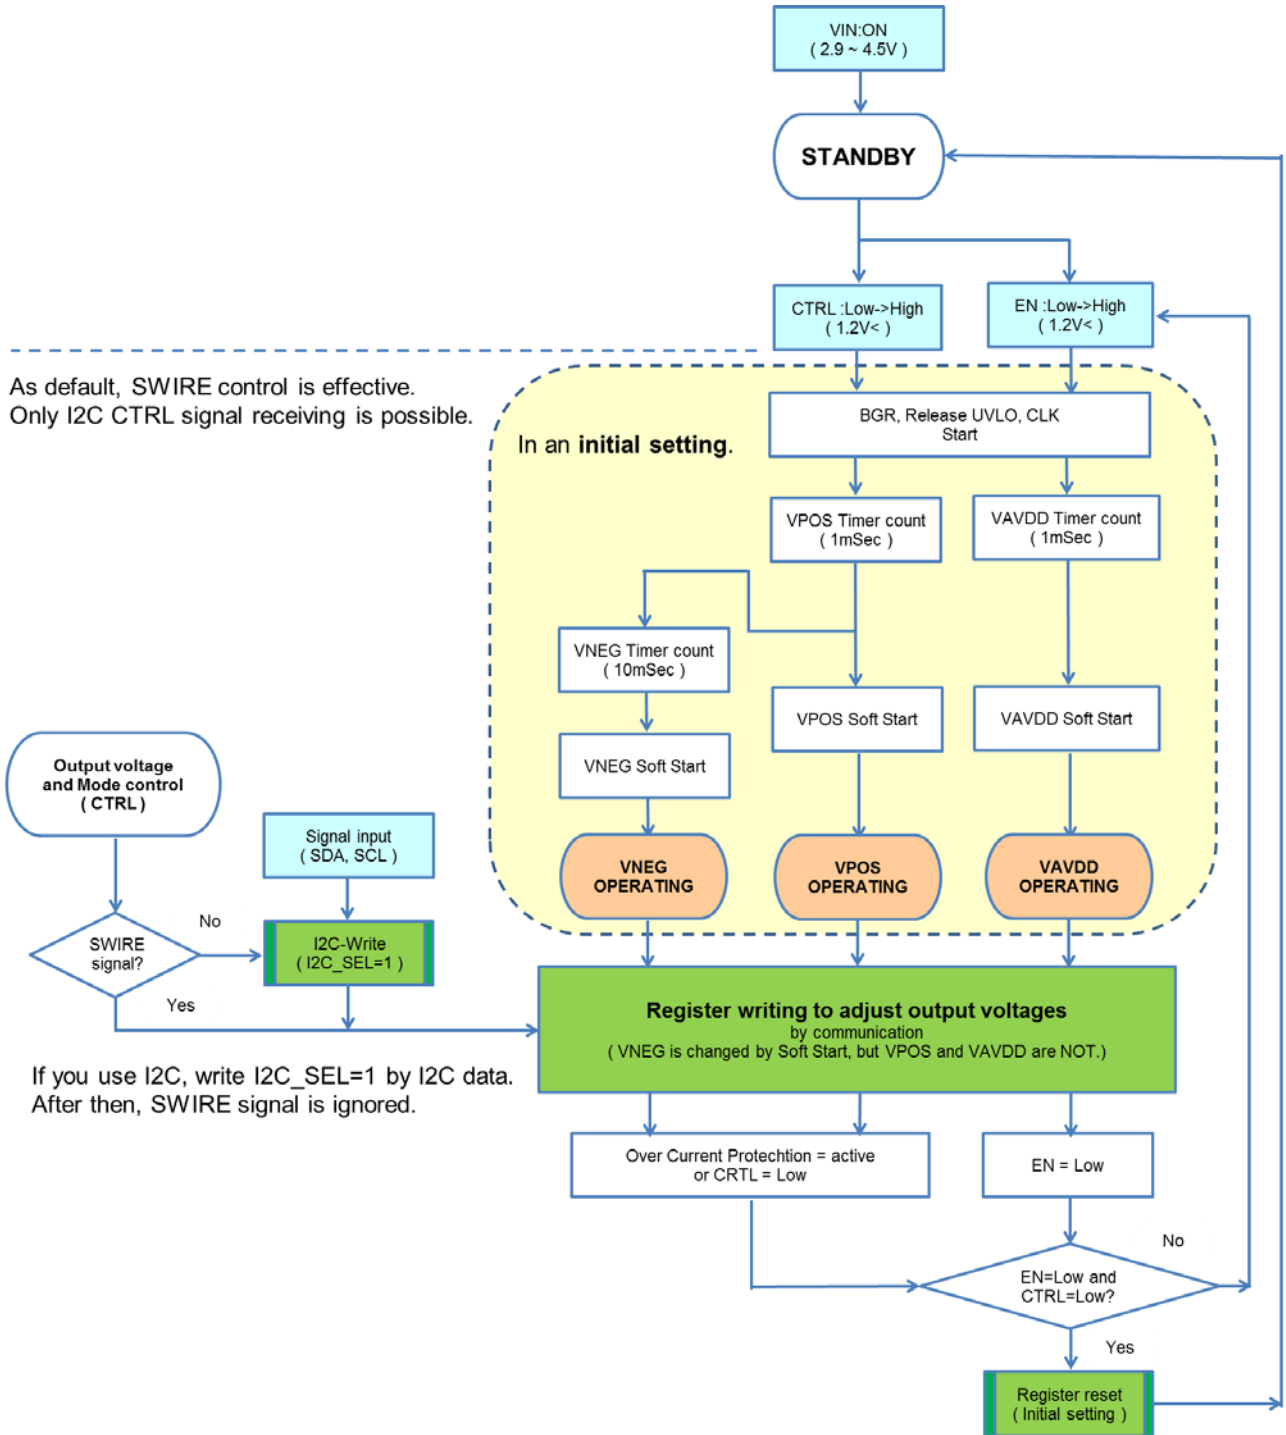 VIN:ON
( 2.9 ~ 4.5V )
STANDBY
CTRL :Low->High
( 1.2V< )
EN :Low->High
( 1.2V< )
As default, SWIRE control is effective.
Only I2C CTRL signal receiving is possible.
In an initial setting.
BGR, Release UVLO, CLK
Start
VPOS Timer count
( 1mSec )
VAVDD Timer count
( 1mSec )
VNEG Timer count
( 10mSec )
VPOS Soft Start
VAVDD Soft Start
VNEG Soft Start
Output voltage
and Mode control
( CTRL )
Signal input
( SDA, SCL )
VNEG
OPERATING
VPOS
OPERATING
VAVDD
OPERATING
SWIRE
signal?
No
Yes
I2C-Write
( I2C_SEL=1 )
Register writing to adjust output voltages
by communication
( VNEG is changed by Soft Start, but VPOS and VAVDD are NOT.)
If you use I2C, write I2C_SEL=1 by I2C data.
After then, SWIRE signal is ignored.
Over Current Protechtion = active
or CRTL = Low
EN = Low
EN=Low and
CTRL=Low?
No
Yes
Register reset
( Initial setting )